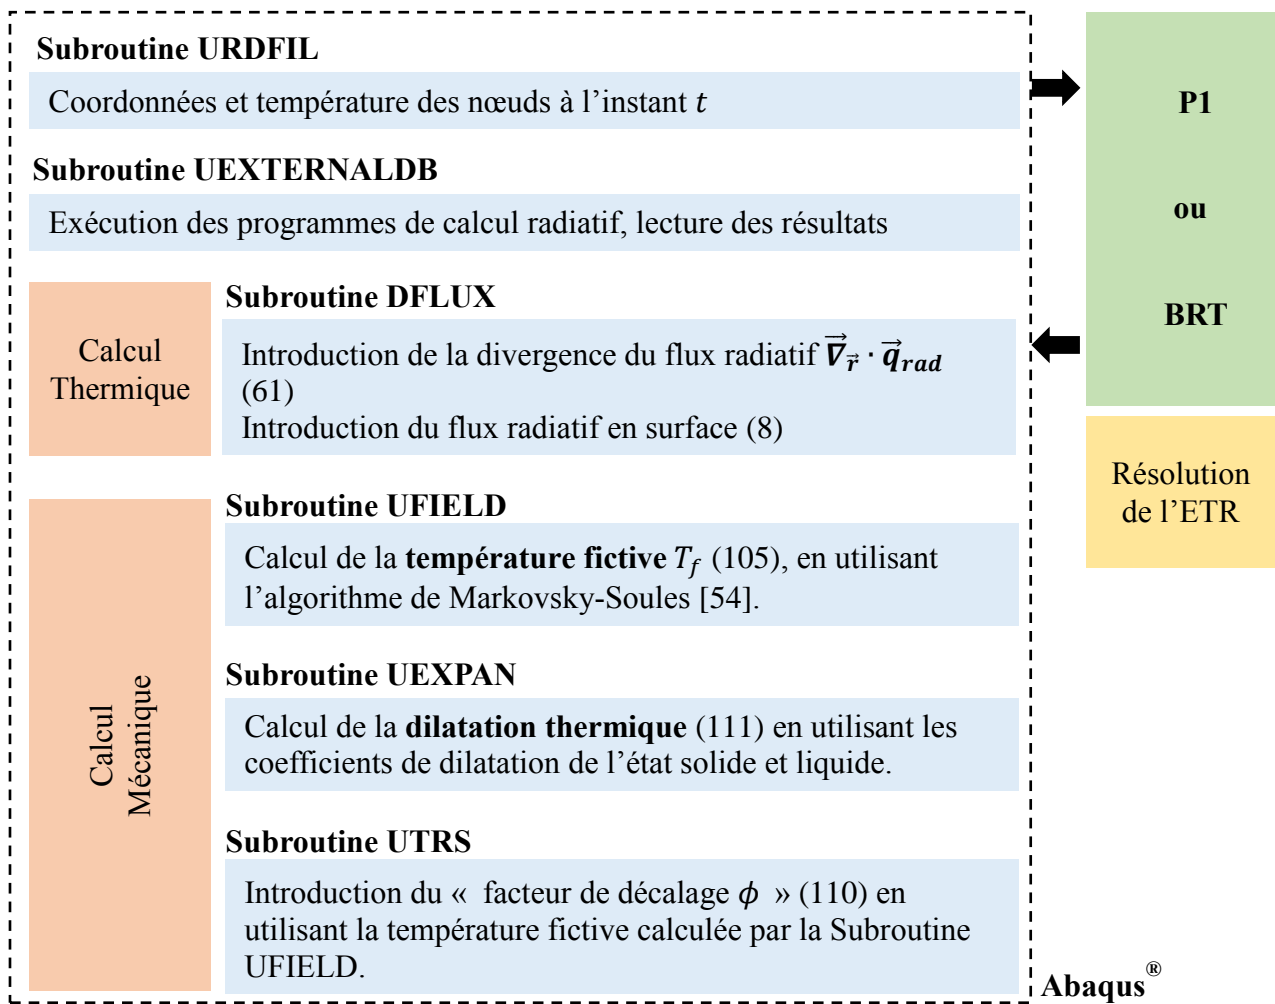 Subroutine URDFIL
Coordonnées et température des nœuds à l’instant t
Subroutine UEXTERNALDB
Exécution des programmes de calcul radiatif, lecture des résultats
Calcul
Thermique
Subroutine DFLUX
Introduction de la divergence du flux radiatif ∇⃗_r⃗ · q⃗_rad
(61)
Introduction du flux radiatif en surface (8)
Calcul
Mécanique
Subroutine UFIELD
Calcul de la température fictive T_f (105), en utilisant
l’algorithme de Markovsky-Soules [54].
Subroutine UEXPAN
Calcul de la dilatation thermique (111) en utilisant les
coefficients de dilatation de l’état solide et liquide.
Subroutine UTRS
Introduction du « facteur de décalage ϕ » (110) en
utilisant la température fictive calculée par la Subroutine
UFIELD.
P1
ou
BRT
Résolution
de l’ETR
Abaqus®